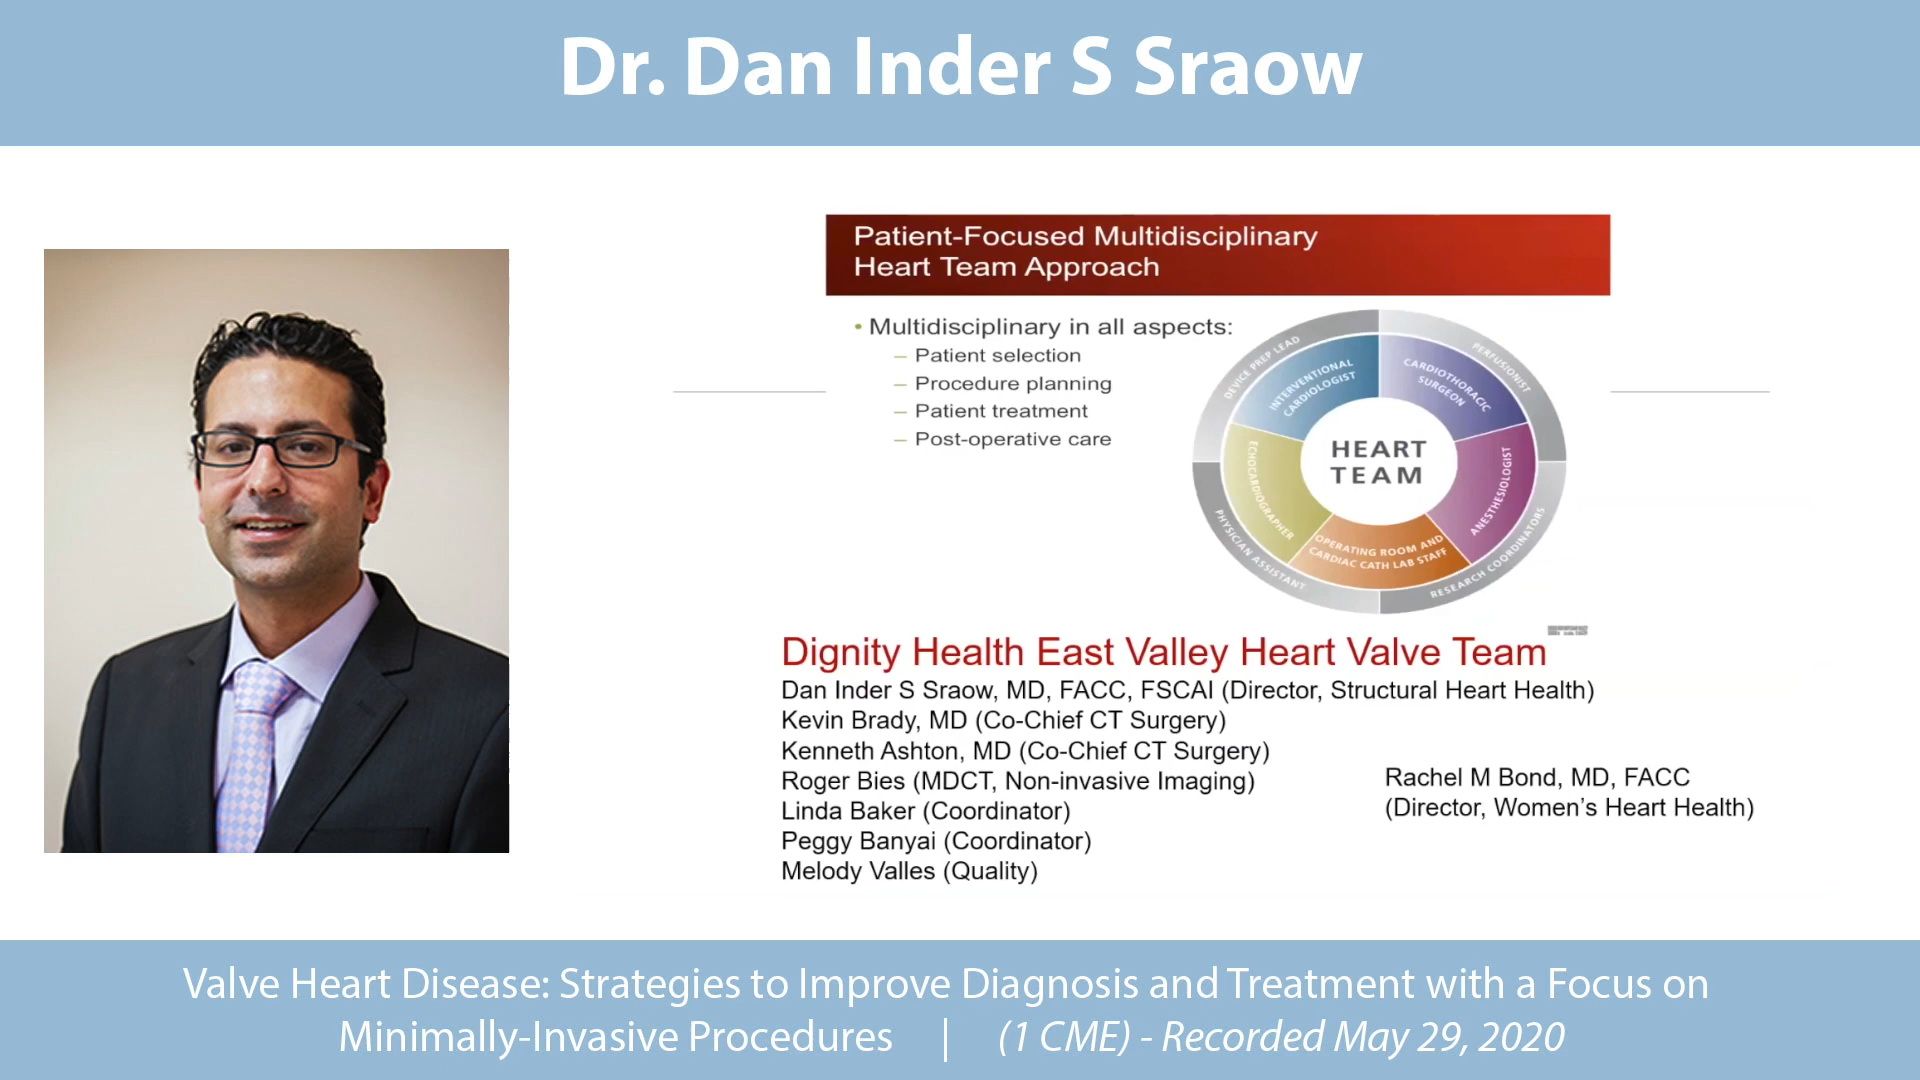 Dr. Dan Inder S Sraow
Patient-Focused Multidisciplinary
Heart Team Approach
• Multidisciplinary in all aspects:
– Patient selection
– Procedure planning
– Patient treatment
– Post-operative care
DEVICE PREP LEAD
PERFUSIONIST
INTERVENTIONAL
CARDIOLOGIST
CARDIOTHORACIC
SURGEON
HEART
TEAM
ECHOCARDIOGRAPHER
ANESTHESIOLOGIST
OPERATING ROOM AND
CARDIAC CATH LAB STAFF
PHYSICIAN ASSISTANT
RESEARCH COORDINATORS
Dignity Health East Valley Heart Valve Team
Dan Inder S Sraow, MD, FACC, FSCAI (Director, Structural Heart Health)
Kevin Brady, MD (Co-Chief CT Surgery)
Kenneth Ashton, MD (Co-Chief CT Surgery)
Roger Bies (MDCT, Non-invasive Imaging)
Linda Baker (Coordinator)
Peggy Banyai (Coordinator)
Melody Valles (Quality)
Rachel M Bond, MD, FACC
(Director, Women’s Heart Health)
Valve Heart Disease: Strategies to Improve Diagnosis and Treatment with a Focus on
Minimally-Invasive Procedures | (1 CME) - Recorded May 29, 2020